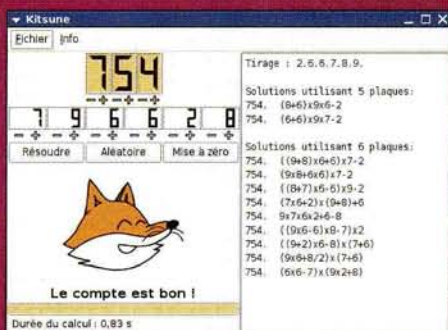 Kitsune
Fichier Info
754
7 9 6 6 2 8
Résoudre Aléatoire Mise à zéro
Le compte est bon !
Durée du calcul : 0,83 s
Tirage : 2.6.6.7.8.9.
Solutions utilisant 5 plaques:
754. (8+6)x9x6-2
754. (6+6)x9x7-2
Solutions utilisant 6 plaques:
754. ((9+8)x6+6)x7-2
754. (9x8+6x6)x7-2
754. ((8+7)x6-6)x9-2
754. (7x6+2)x(9+8)+6
754. 9x7x6x2+6-8
754. ((9x6-6)x8-7)x2
754. ((9+2)x6-8)x(7+6)
754. (9x6+8/2)x(7+6)
754. (6x6-7)x(9x2+8)